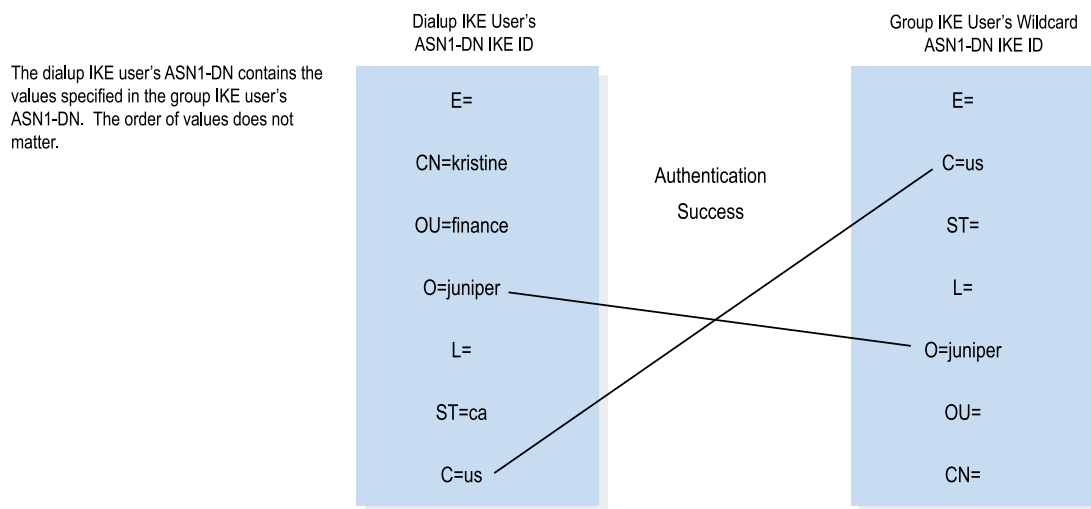 The dialup IKE user's ASN1-DN contains the
values specified in the group IKE user's
ASN1-DN.  The order of values does not
matter.
Dialup IKE User's
ASN1-DN IKE ID
E=
CN=kristine
OU=finance
O=juniper
L=
ST=ca
C=us
Authentication
Success
Group IKE User's Wildcard
ASN1-DN IKE ID
E=
C=us
ST=
L=
O=juniper
OU=
CN=